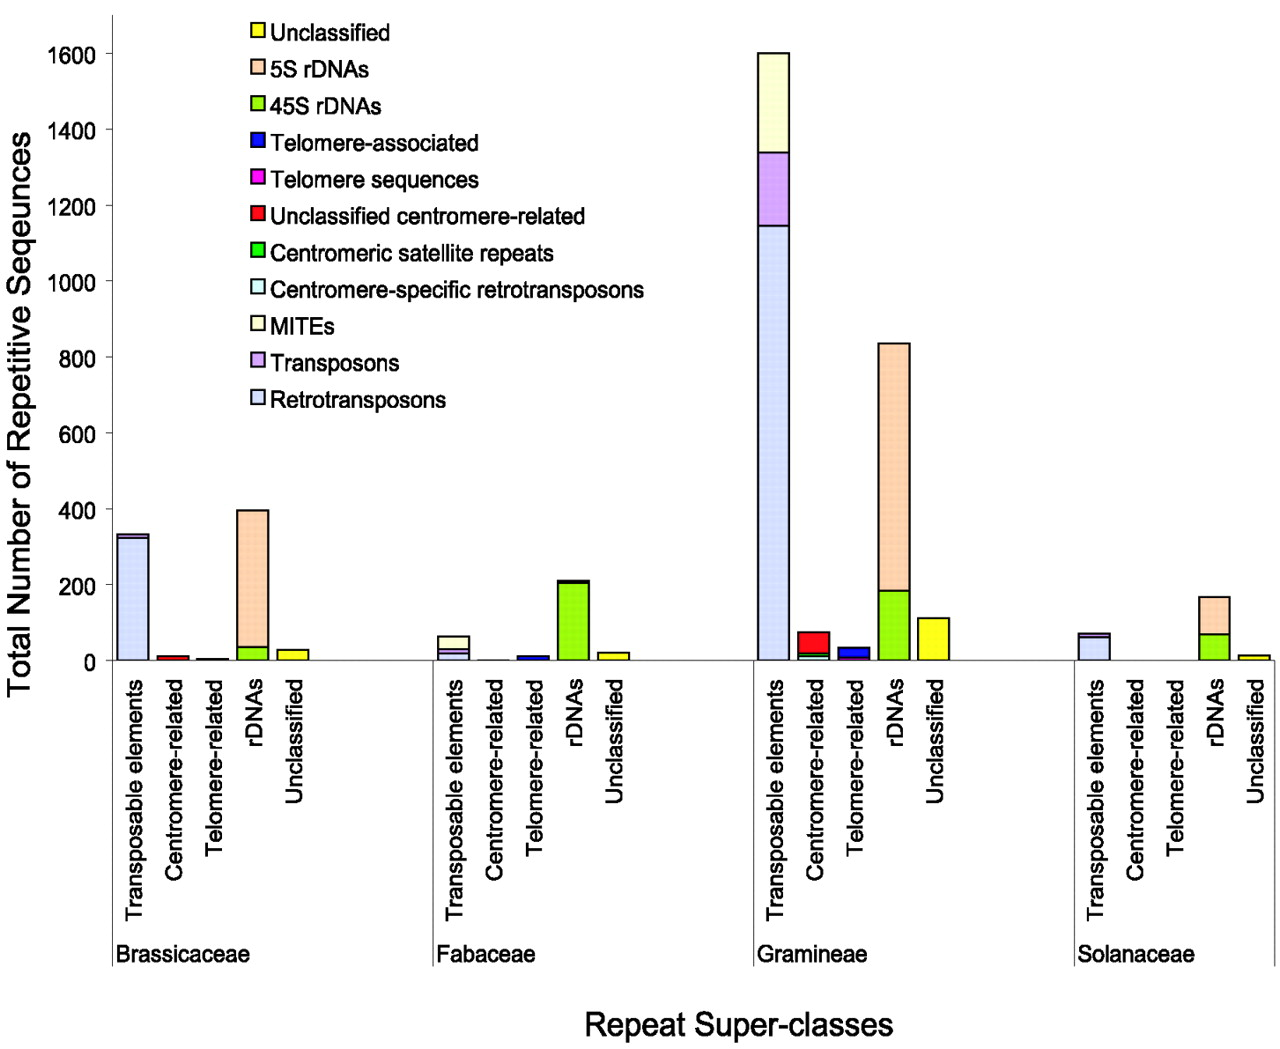 Total Number of Repetitive Seqeunces
1600
1400
1200
1000
800
600
400
200
0
Unclassified
5S rDNAs
45S rDNAs
Telomere-associated
Telomere sequences
Unclassified centromere-related
Centromeric satellite repeats
Centromere-specific retrotransposons
MITEs
Transposons
Retrotransposons
Transposable elements
Centromere-related
Telomere-related
rDNAs
Unclassified
Transposable elements
Centromere-related
Telomere-related
rDNAs
Unclassified
Transposable elements
Centromere-related
Telomere-related
rDNAs
Unclassified
Transposable elements
Centromere-related
Telomere-related
rDNAs
Unclassified
Brassicaceae
Fabaceae
Gramineae
Solanaceae
Repeat Super-classes